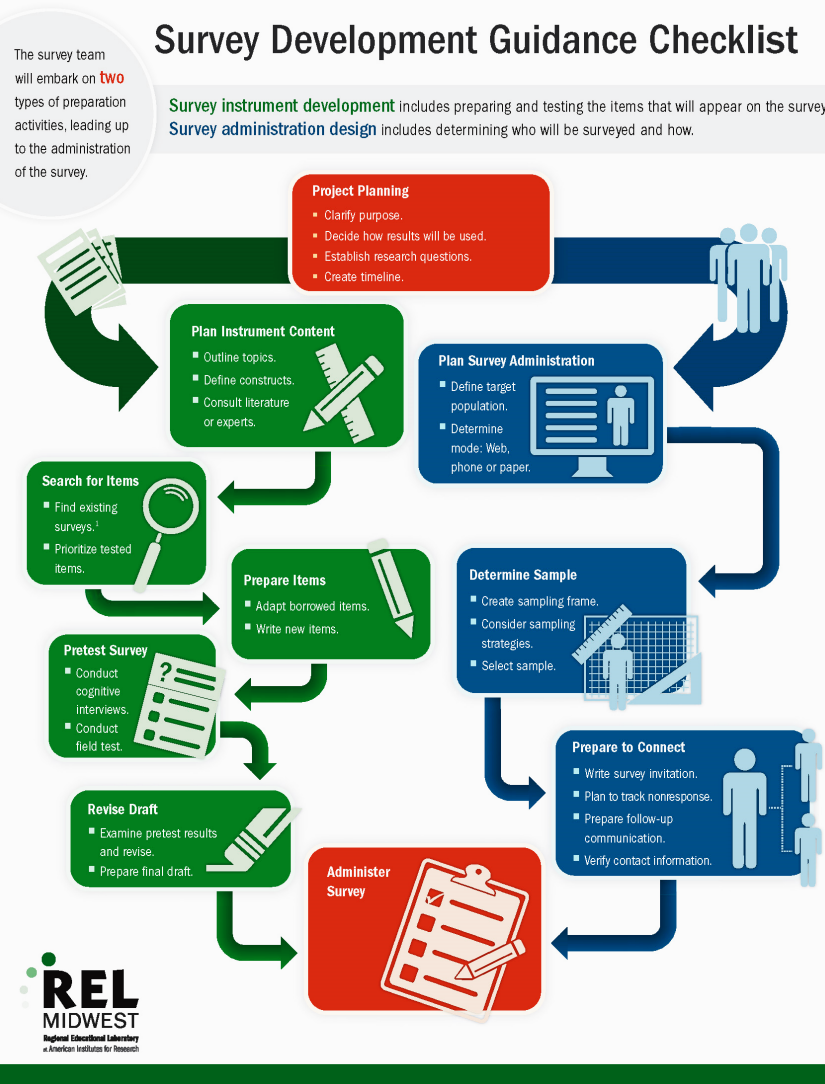 Survey Development Guidance Checklist
The survey team
will embark on two
types of preparation
activities, leading up
to the administration
of the survey.
Survey instrument development includes preparing and testing the items that will appear on the survey
Survey administration design includes determining who will be surveyed and how.
Project Planning
▪ Clarify purpose.
▪ Decide how results will be used.
▪ Establish research questions.
▪ Create timeline.
Plan Instrument Content
▪ Outline topics.
▪ Define constructs.
▪ Consult literature
or experts.
Plan Survey Administration
▪ Define target
population.
▪ Determine
mode: Web,
phone or paper.
Search for Items
▪ Find existing
surveys.¹
▪ Prioritize tested
items.
Prepare Items
▪ Adapt borrowed items.
▪ Write new items.
Determine Sample
▪ Create sampling frame.
▪ Consider sampling
strategies.
▪ Select sample.
Pretest Survey
▪ Conduct
cognitive
interviews.
▪ Conduct
field test.
?
Prepare to Connect
▪ Write survey invitation.
▪ Plan to track nonresponse.
▪ Prepare follow-up
communication.
▪ Verify contact information.
Revise Draft
▪ Examine pretest results
and revise.
▪ Prepare final draft.
Administer
Survey
REL
MIDWEST
Regional Educational Laboratory
at American Institutes for Research